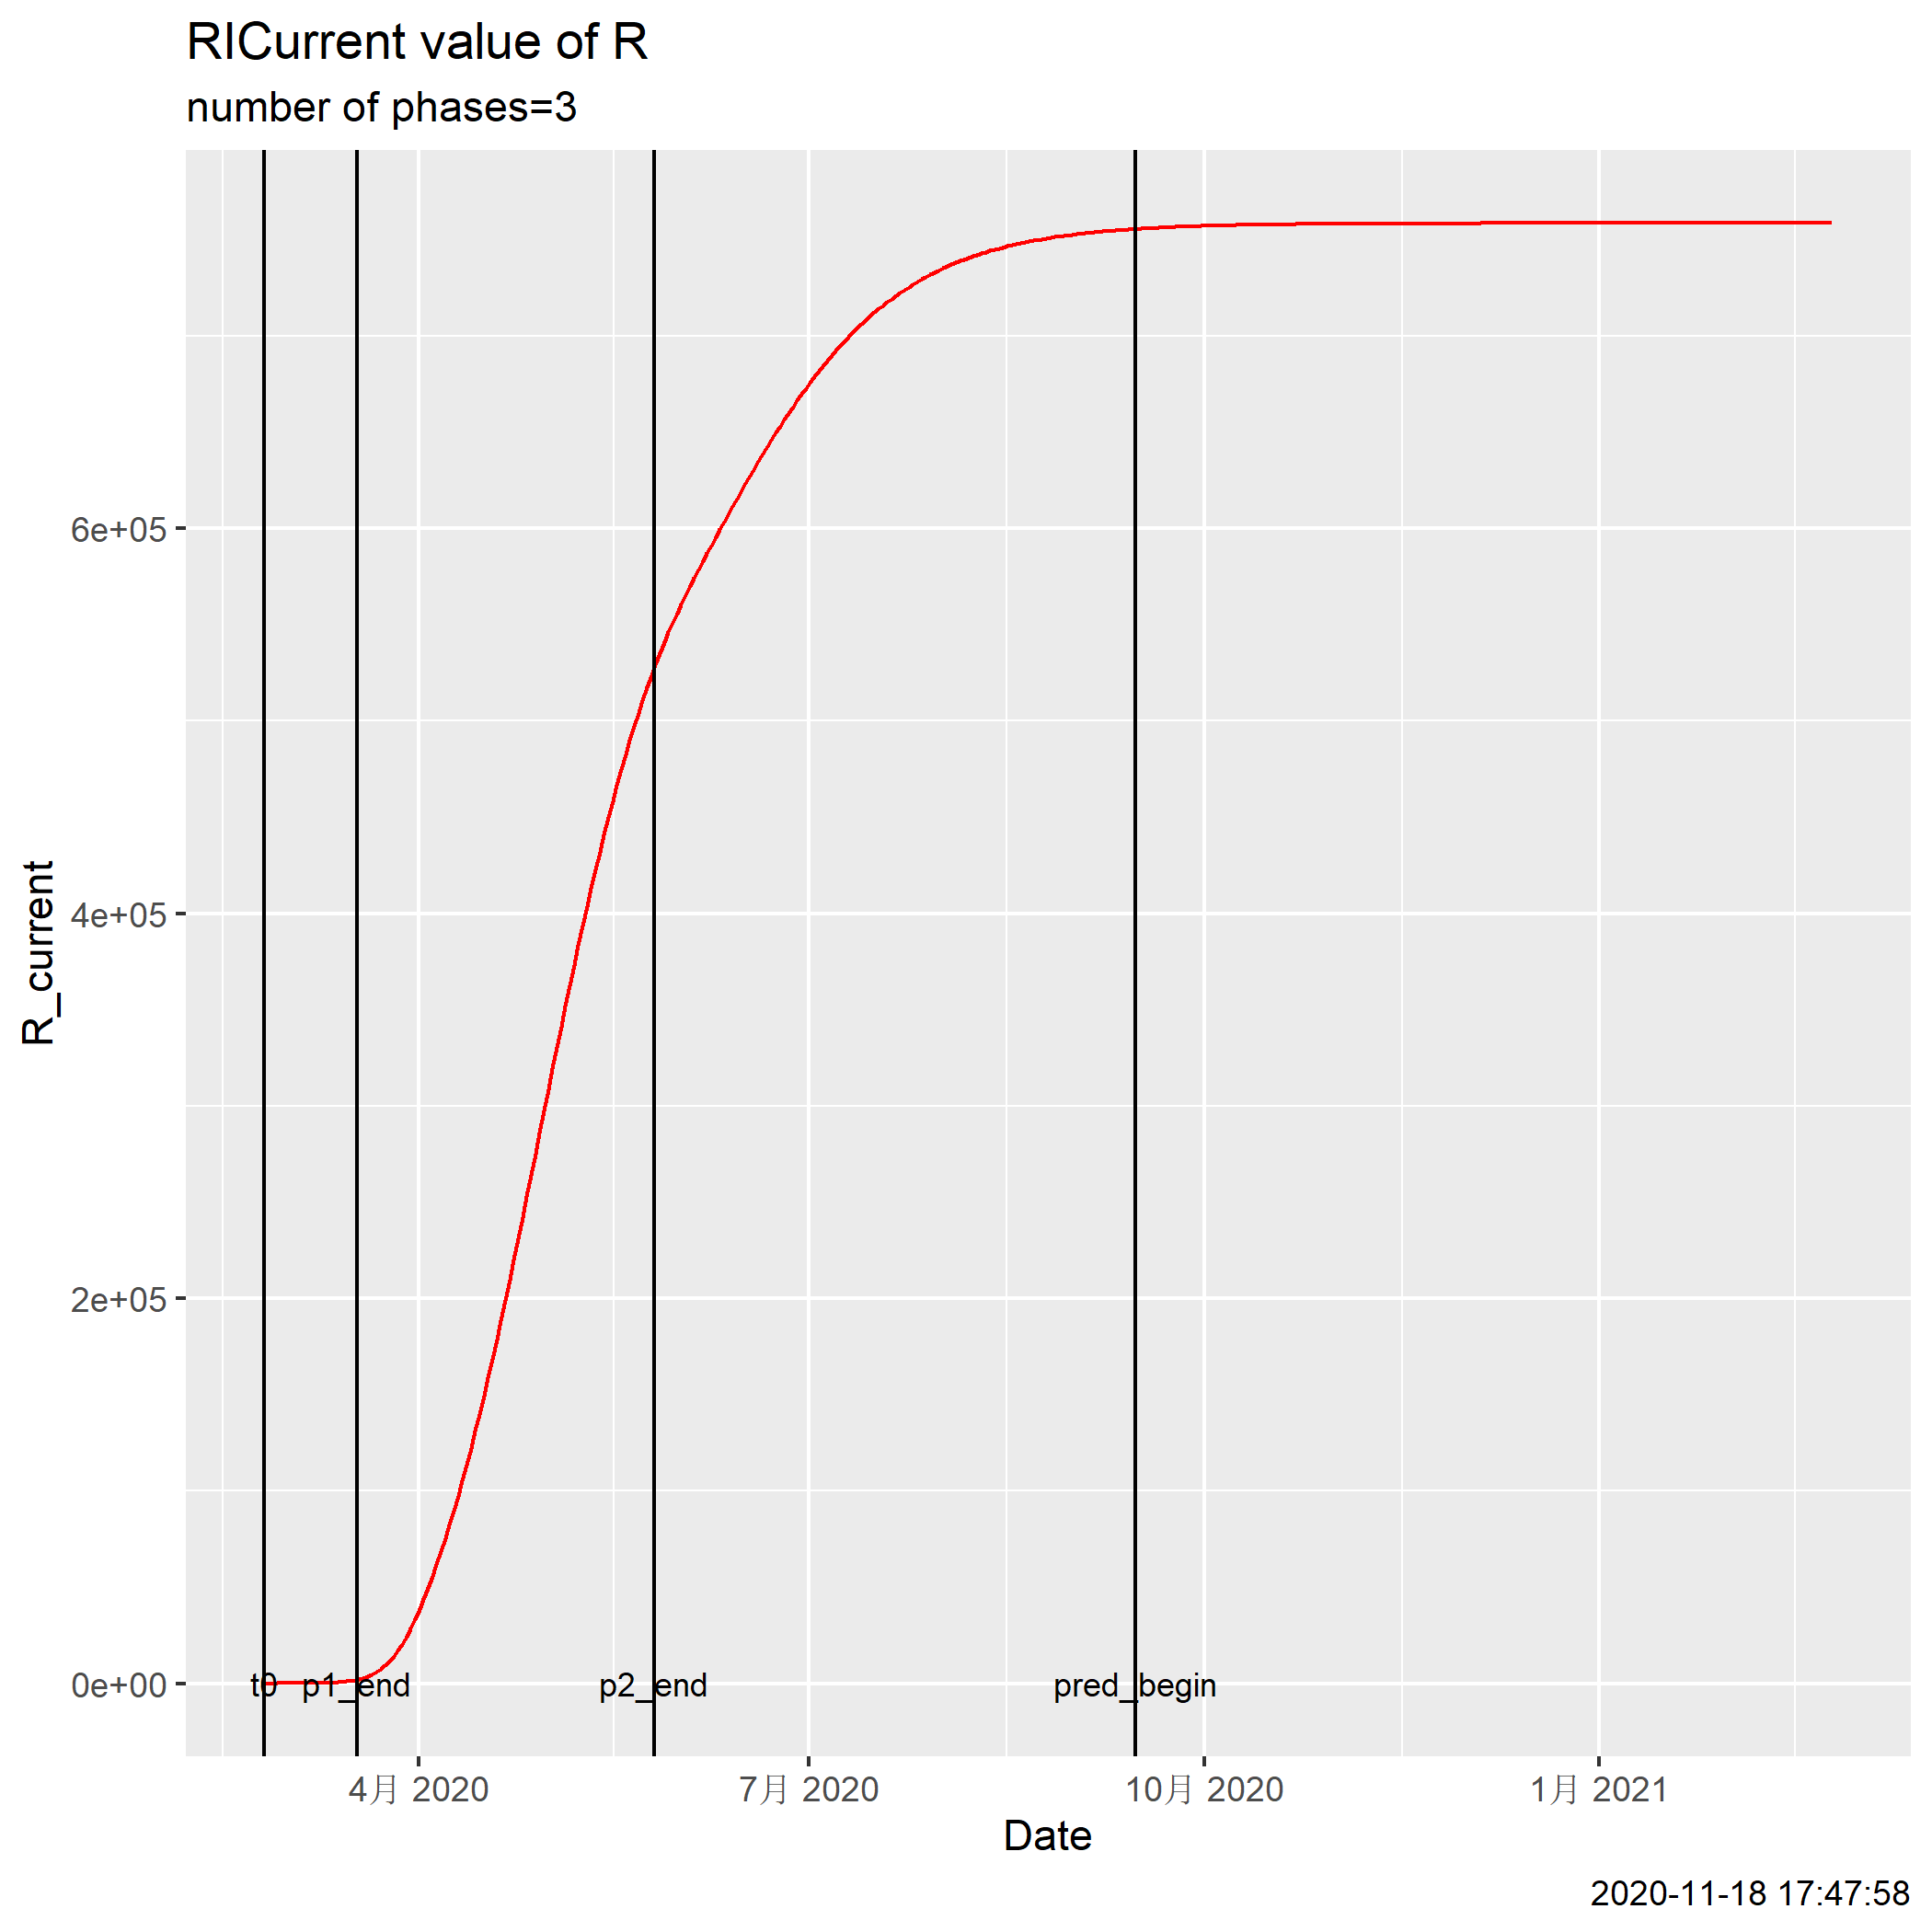 RICurrent value of R
number of phases=3
R_current
6e+05
4e+05
2e+05
0e+00
t0 p1_end p2_end pred_begin
4月 2020 7月 2020 10月 2020 1月 2021
Date
2020-11-18 17:47:58